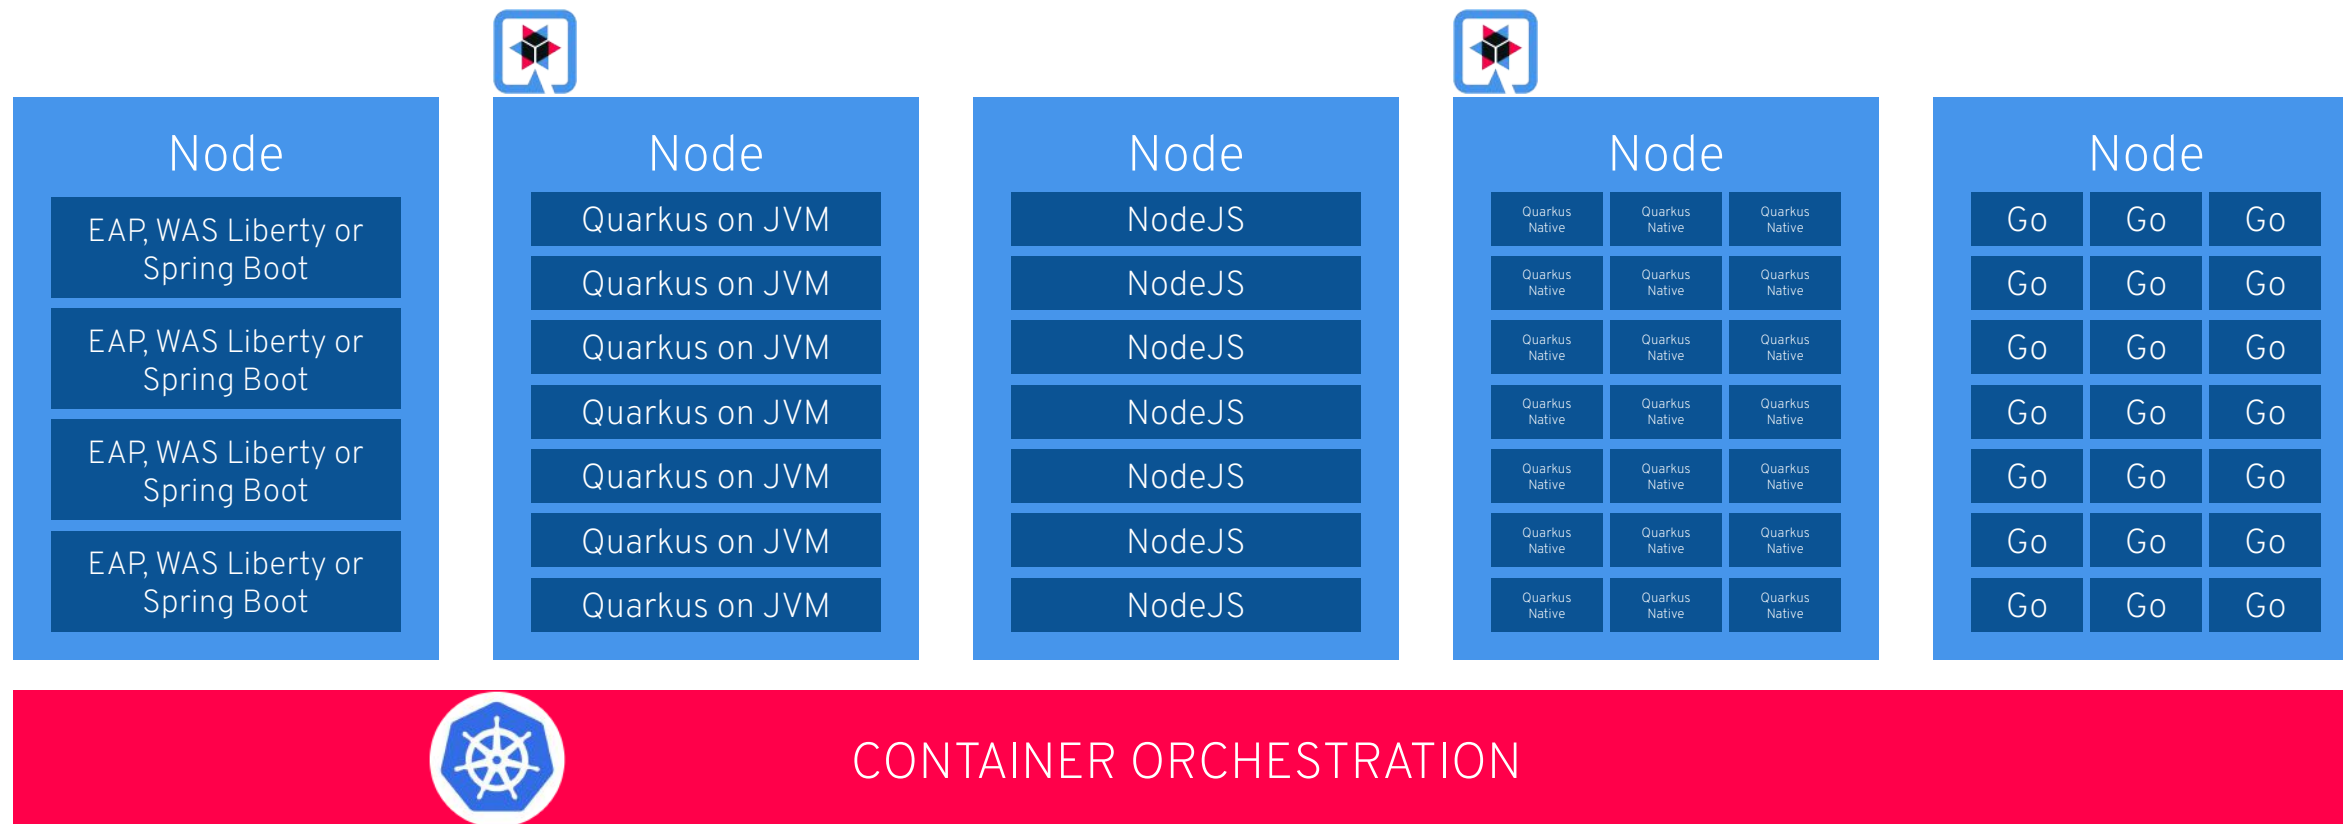 Node
EAP, WAS Liberty or
Spring Boot
EAP, WAS Liberty or
Spring Boot
EAP, WAS Liberty or
Spring Boot
EAP, WAS Liberty or
Spring Boot
Node
Quarkus on JVM
Quarkus on JVM
Quarkus on JVM
Quarkus on JVM
Quarkus on JVM
Quarkus on JVM
Quarkus on JVM
Node
NodeJS
NodeJS
NodeJS
NodeJS
NodeJS
NodeJS
NodeJS
Node
Quarkus Quarkus Quarkus
Native Native Native
Quarkus Quarkus Quarkus
Native Native Native
Quarkus Quarkus Quarkus
Native Native Native
Quarkus Quarkus Quarkus
Native Native Native
Quarkus Quarkus Quarkus
Native Native Native
Quarkus Quarkus Quarkus
Native Native Native
Quarkus Quarkus Quarkus
Native Native Native
Node
Go Go Go
Go Go Go
Go Go Go
Go Go Go
Go Go Go
Go Go Go
Go Go Go
CONTAINER ORCHESTRATION